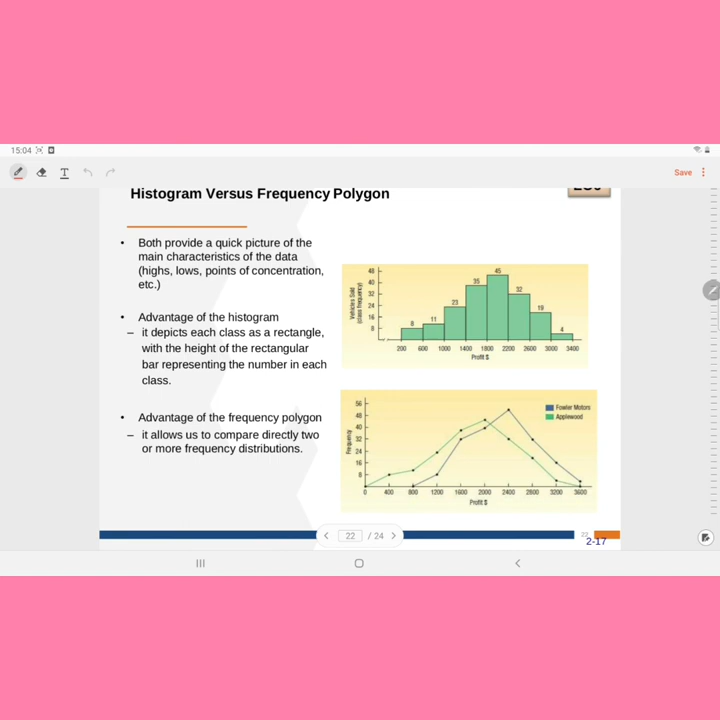 15:04
Save
Histogram Versus Frequency Polygon
• Both provide a quick picture of the
main characteristics of the data
(highs, lows, points of concentration,
etc.)
• Advantage of the histogram
– it depicts each class as a rectangle,
with the height of the rectangular
bar representing the number in each
class.
• Advantage of the frequency polygon
– it allows us to compare directly two
or more frequency distributions.
Vehicles Sold
(class frequency)
48
40
32
24
16
8
8
11
23
35
45
32
19
4
200 600 1000 1400 1800 2200 2600 3000 3400
Profit $
Frequency
56
48
40
32
24
16
8
Fowler Motors
Applewood
0 400 800 1200 1600 2000 2400 2800 3200 3600
Profit $
22 / 24
22
2-17